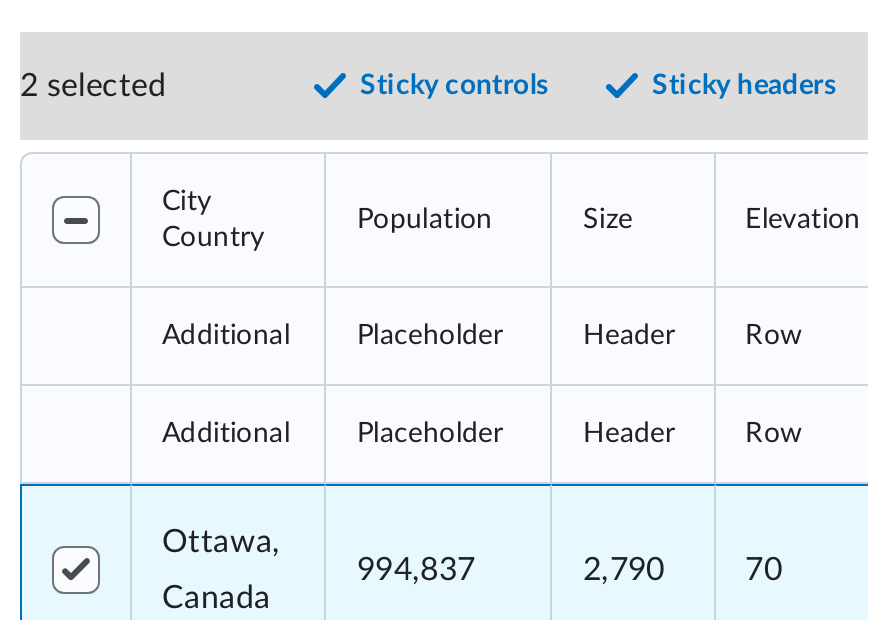 2 selected Sticky controls Sticky headers
City
Country
Population Size Elevation
Additional Placeholder Header Row
Additional Placeholder Header Row
Ottawa,
Canada
994,837 2,790 70